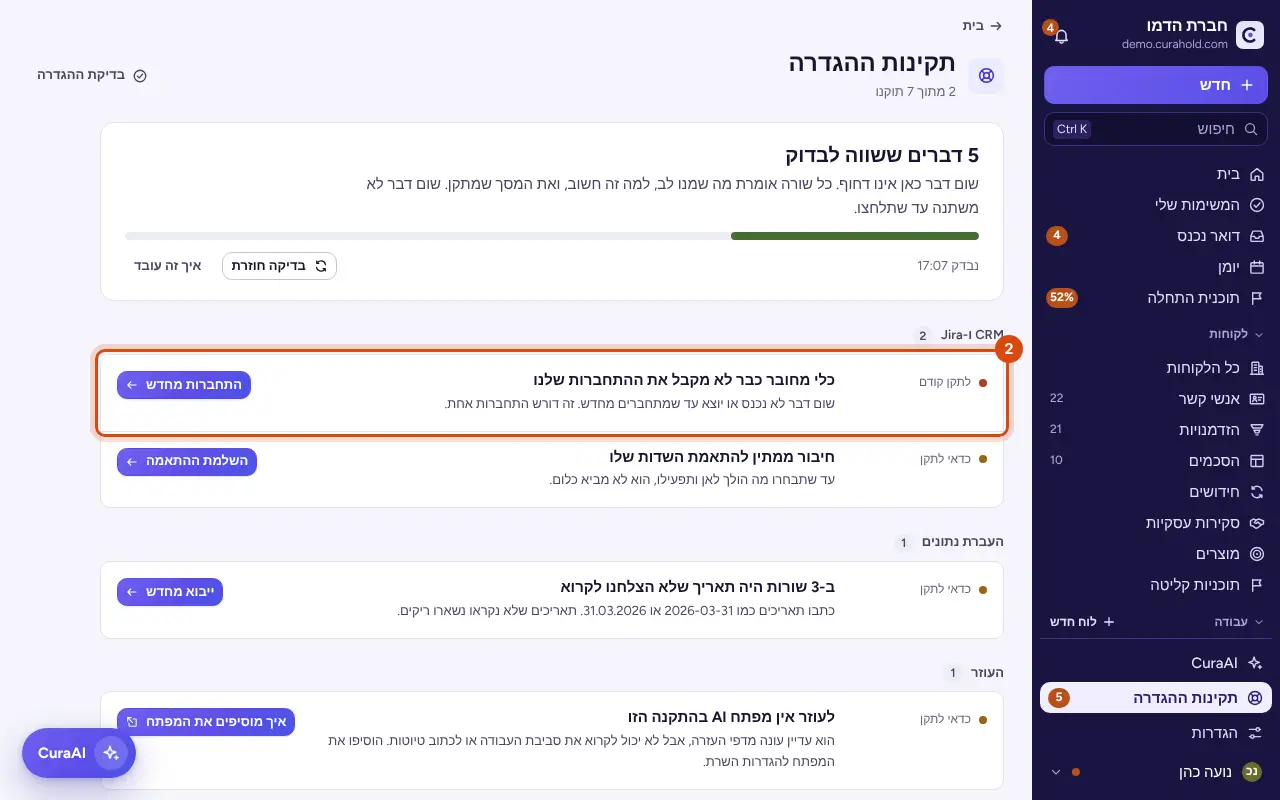 חברת הדמו
demo.curahold.com
4
חדש
חיפוש
Ctrl K
בית
המשימות שלי
דואר נכנס
4
יומן
תוכנית התחלה
52%
לקוחות
כל הלקוחות
אנשי קשר
22
הזדמנויות
21
הסכמים
10
חידושים
סקירות עסקיות
מוצרים
תוכניות קליטה
עבודה
לוח חדש
CuraAI
תקינות ההגדרה
5
הגדרות
נכ
נועה כהן
בית
תקינות ההגדרה
2 מתוך 7 תוקנו
בדיקת ההגדרה
5 דברים ששווה לבדוק
שום דבר כאן אינו דחוף. כל שורה אומרת מה שמנו לב, למה זה חשוב, ואת המסך שמתקן. שום דבר לא
משתנה עד שתלחצו.
נבדק 17:07
בדיקה חוזרת
איך זה עובד
CRM ו-Jira
2
2
לתקן קודם
כלי מחובר כבר לא מקבל את ההתחברות שלנו
שום דבר לא נכנס או יוצא עד שמתחברים מחדש. זה דורש התחברות אחת.
התחברות מחדש
כדאי לתקן
חיבור ממתין להתאמת השדות שלו
עד שתבחרו מה הולך לאן ותפעילו, הוא לא מביא כלום.
השלמת ההתאמה
העברת נתונים
1
כדאי לתקן
ב-3 שורות היה תאריך שלא הצלחנו לקרוא
כתבו תאריכים כמו 2026-03-31 או 31.03.2026. תאריכים שלא נקראו נשארו ריקים.
ייבוא מחדש
העוזר
1
כדאי לתקן
לעוזר אין מפתח AI בהתקנה הזו
הוא עדיין עונה מדפי העזרה, אבל לא יכול לקרוא את סביבת העבודה או לכתוב טיוטות. הוסיפו את
המפתח להגדרות השרת.
איך מוסיפים את המפתח
CuraAI